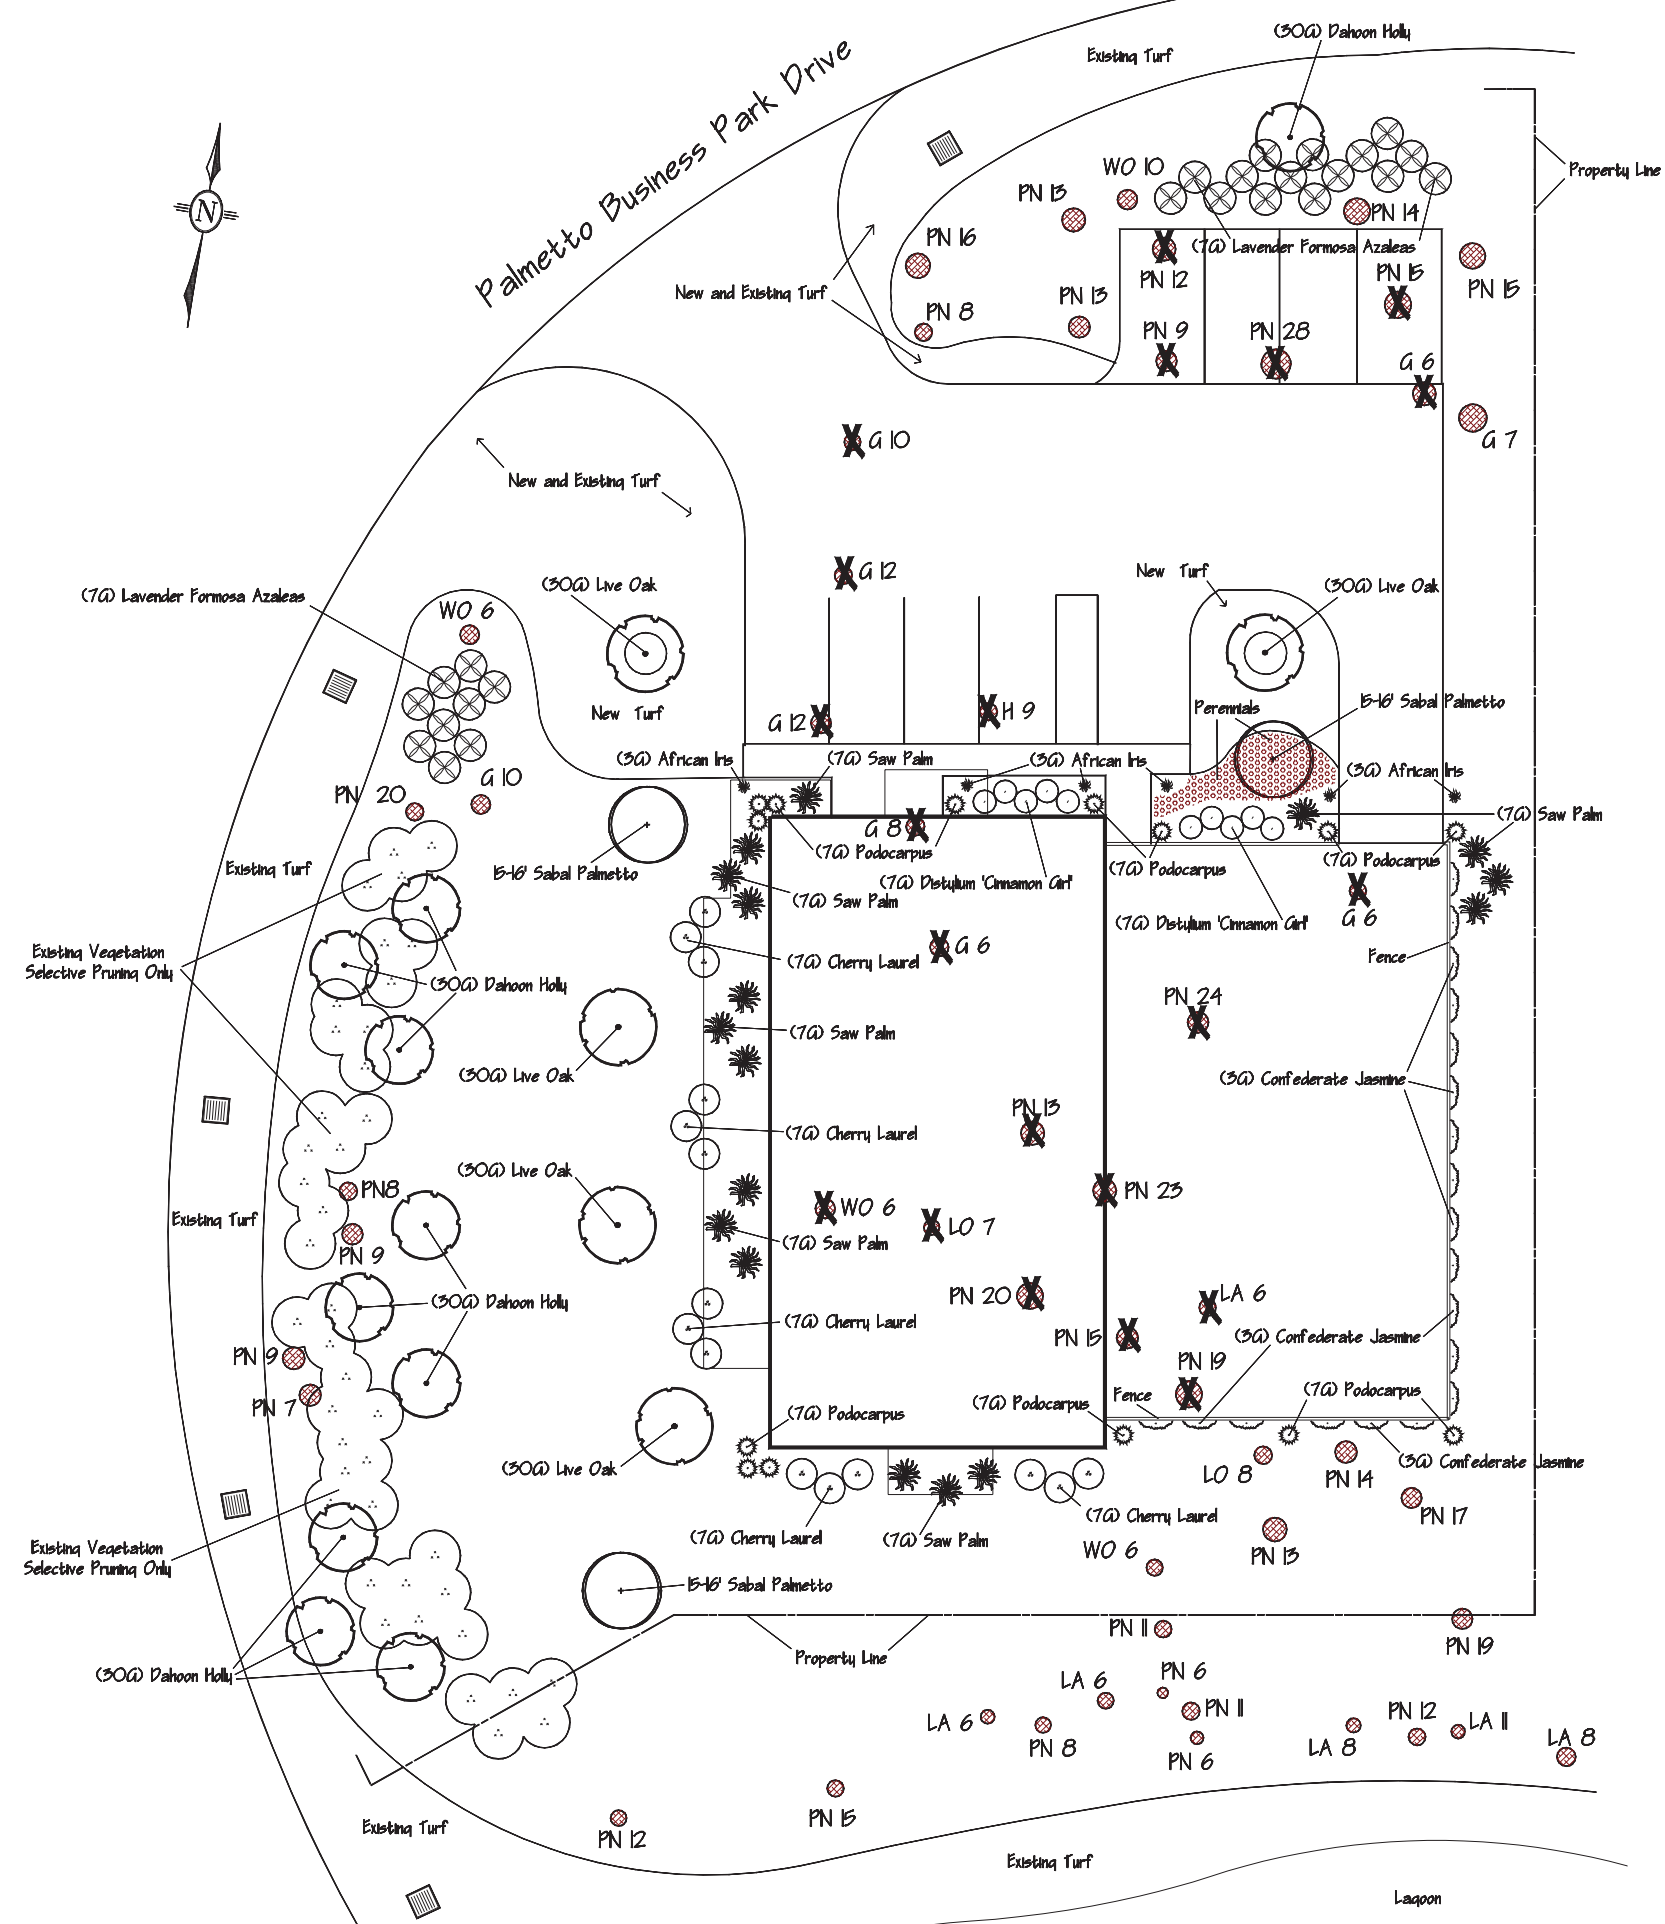 (30G) Dahoon Holly
Existing Turf
Palmetto Business Park Drive
Property Line
WO 10
PN 13
PN 14
N
PN 16
(7G) Lavender Formosa Azaleas
PN 12
PN 15
PN 15
New and Existing Turf
PN 8
PN 13
PN 9
PN 28
G 6
G 7
G 10
New and Existing Turf
G 12
New Turf
(30G) Live Oak
(30G) Live Oak
(7G) Lavender Formosa Azaleas
WO 6
15-16' Sabal Palmetto
Perennials
New Turf
G 12
H 9
(3G) African Iris
(7G) Saw Palm
(3G) African Iris
(3G) African Iris
G 10
PN 20
(7G) Saw Palm
G 8
(7G) Podocarpus
(7G) Podocarpus
(7G) Podocarpus
Existing Turf
15-16' Sabal Palmetto
(7G) Distylium 'Cinnamon Girl'
(7G) Saw Palm
G 6
(7G) Distylium 'Cinnamon Girl'
Existing Vegetation
Selective Pruning Only
(7G) Cherry Laurel
G 6
Fence
(30G) Dahoon Holly
PN 24
(7G) Saw Palm
(30G) Live Oak
(3G) Confederate Jasmine
PN 13
(7G) Cherry Laurel
(30G) Live Oak
PN8
PN 23
WO 6
LO 7
Existing Turf
(7G) Saw Palm
PN 9
PN 20
LA 6
(30G) Dahoon Holly
(7G) Cherry Laurel
PN 15
(3G) Confederate Jasmine
PN 9
PN 19
PN 7
(7G) Podocarpus
(7G) Podocarpus
Fence
(7G) Podocarpus
(30G) Live Oak
LO 8
PN 14
(3G) Confederate Jasmine
(7G) Cherry Laurel
(7G) Saw Palm
(7G) Cherry Laurel
PN 17
Existing Vegetation
Selective Pruning Only
WO 6
PN 13
15-16' Sabal Palmetto
PN 11
PN 19
Property Line
(30G) Dahoon Holly
LA 6
PN 6
LA 6
PN 8
PN 11
PN 6
LA 8
PN 12
LA 11
LA 8
PN 15
Existing Turf
PN 12
Existing Turf
Lagoon